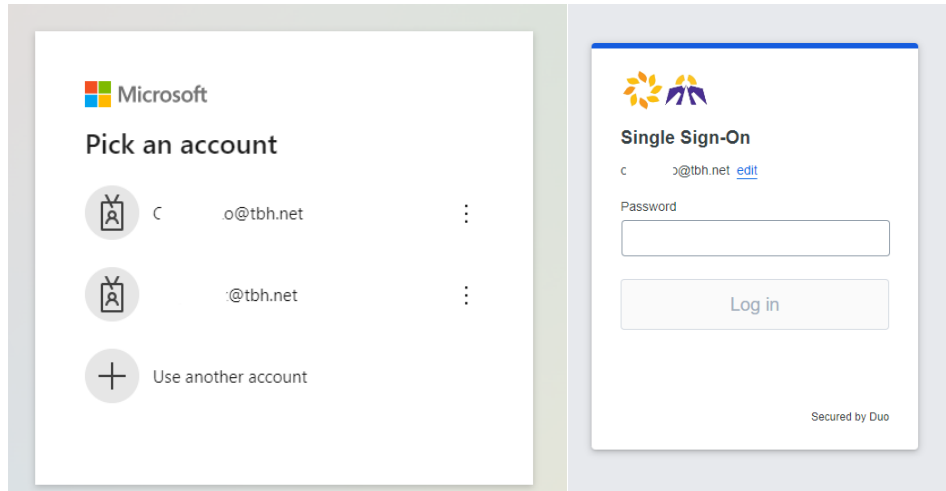 Microsoft
Pick an account
C .o@tbh.net
@tbh.net
Use another account
Single Sign-On
c o@tbh.net edit
Password
Log in
Secured by Duo